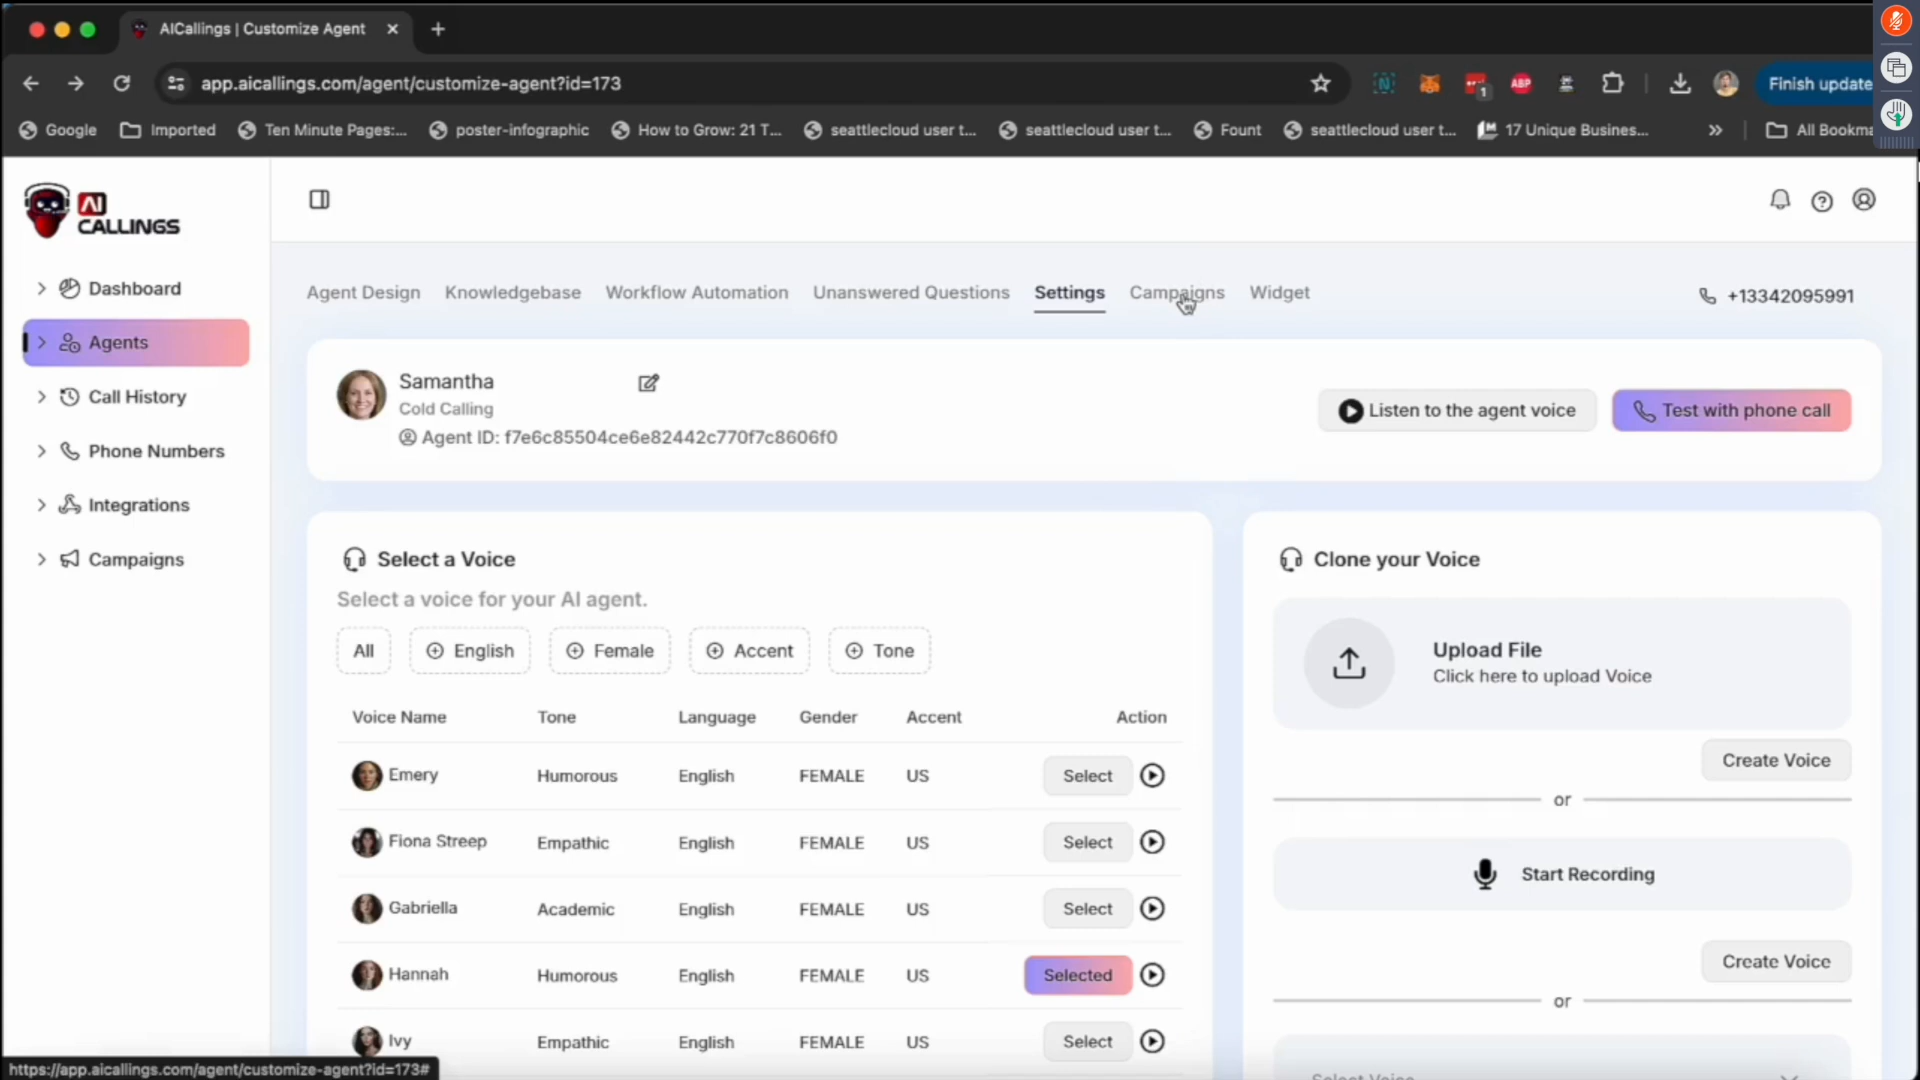 AICallings | Customize Agent
app.aicallings.com/agent/customize-agent?id=173
1
ABP
Finish update
Google
Imported
Ten Minute Pages:...
poster-infographic
How to Grow: 21 T...
seattlecloud user t...
seattlecloud user t...
Fount
seattlecloud user t...
17 Unique Busines...
»
All Bookma
AI
CALLINGS
Dashboard
Agents
Call History
Phone Numbers
Integrations
Campaigns
Agent Design
Knowledgebase
Workflow Automation
Unanswered Questions
Settings
Campaigns
Widget
+13342095991
Samantha
Cold Calling
Agent ID: f7e6c85504ce6e82442c770f7c8606f0
Listen to the agent voice
Test with phone call
Select a Voice
Select a voice for your AI agent.
All
English
Female
Accent
Tone
Voice Name Tone Language Gender Accent Action
Emery Humorous English FEMALE US Select
Fiona Streep Empathic English FEMALE US Select
Gabriella Academic English FEMALE US Select
Hannah Humorous English FEMALE US Selected
Ivy Empathic English FEMALE US Select
Clone your Voice
Upload File
Click here to upload Voice
Create Voice
or
Start Recording
Create Voice
or
Select Voice
https://app.aicallings.com/agent/customize-agent?id=173#